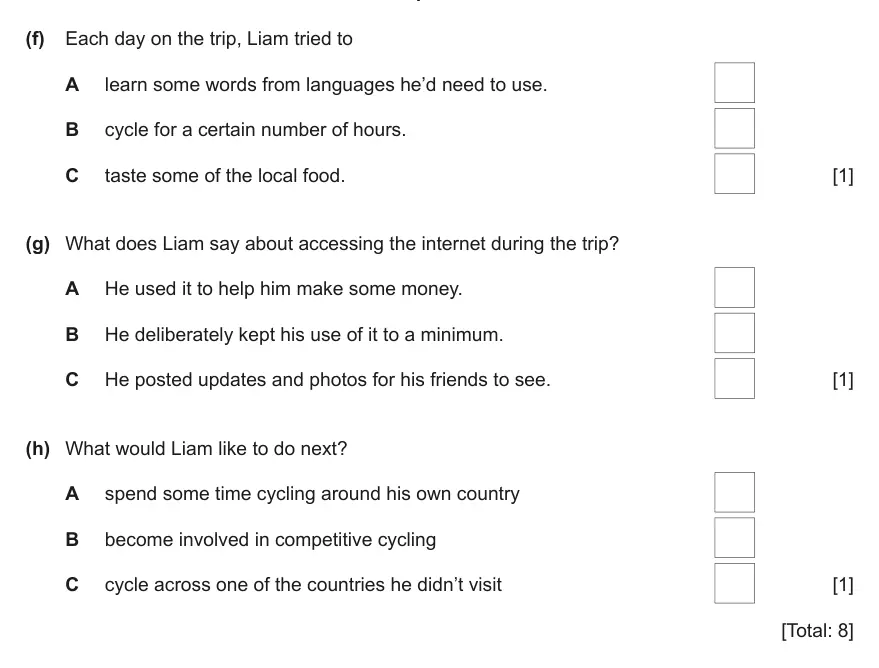 (f) Each day on the trip, Liam tried to
A learn some words from languages he'd need to use.
B cycle for a certain number of hours.
C taste some of the local food. [1]
(g) What does Liam say about accessing the internet during the trip?
A He used it to help him make some money.
B He deliberately kept his use of it to a minimum.
C He posted updates and photos for his friends to see. [1]
(h) What would Liam like to do next?
A spend some time cycling around his own country
B become involved in competitive cycling
C cycle across one of the countries he didn't visit [1]
[Total: 8]